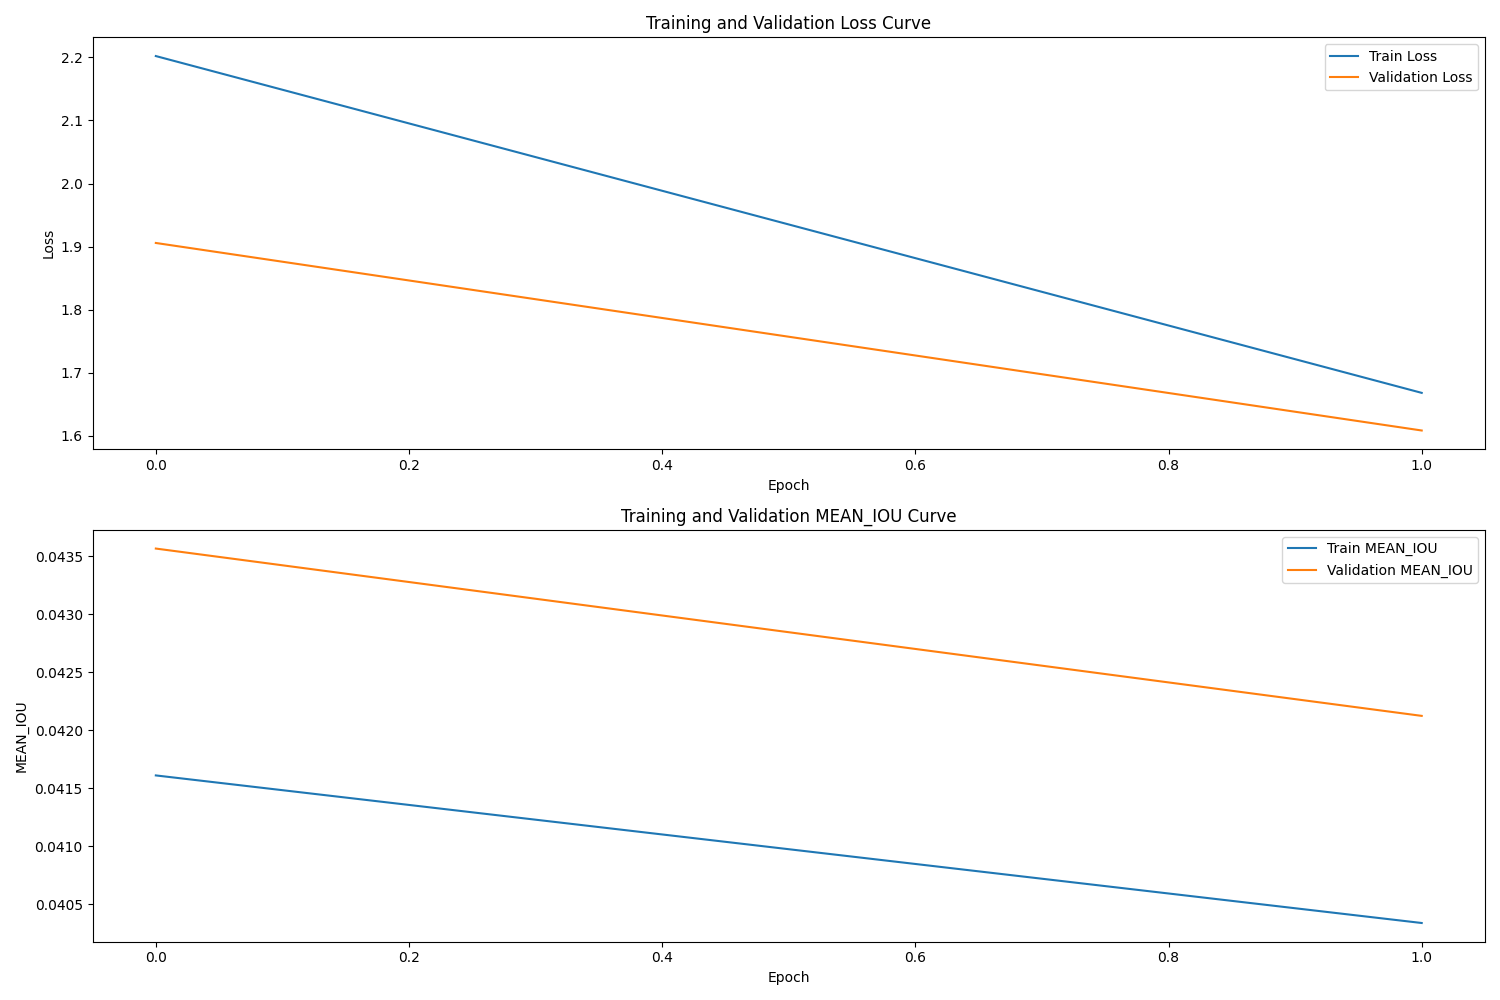 Training and Validation Loss Curve
Train Loss
Validation Loss
2.2
2.1
2.0
1.9
1.8
1.7
1.6
Loss
0.0 0.2 0.4 0.6 0.8 1.0
Epoch
Training and Validation MEAN_IOU Curve
Train MEAN_IOU
Validation MEAN_IOU
0.0435
0.0430
0.0425
0.0420
0.0415
0.0410
0.0405
MEAN_IOU
0.0 0.2 0.4 0.6 0.8 1.0
Epoch